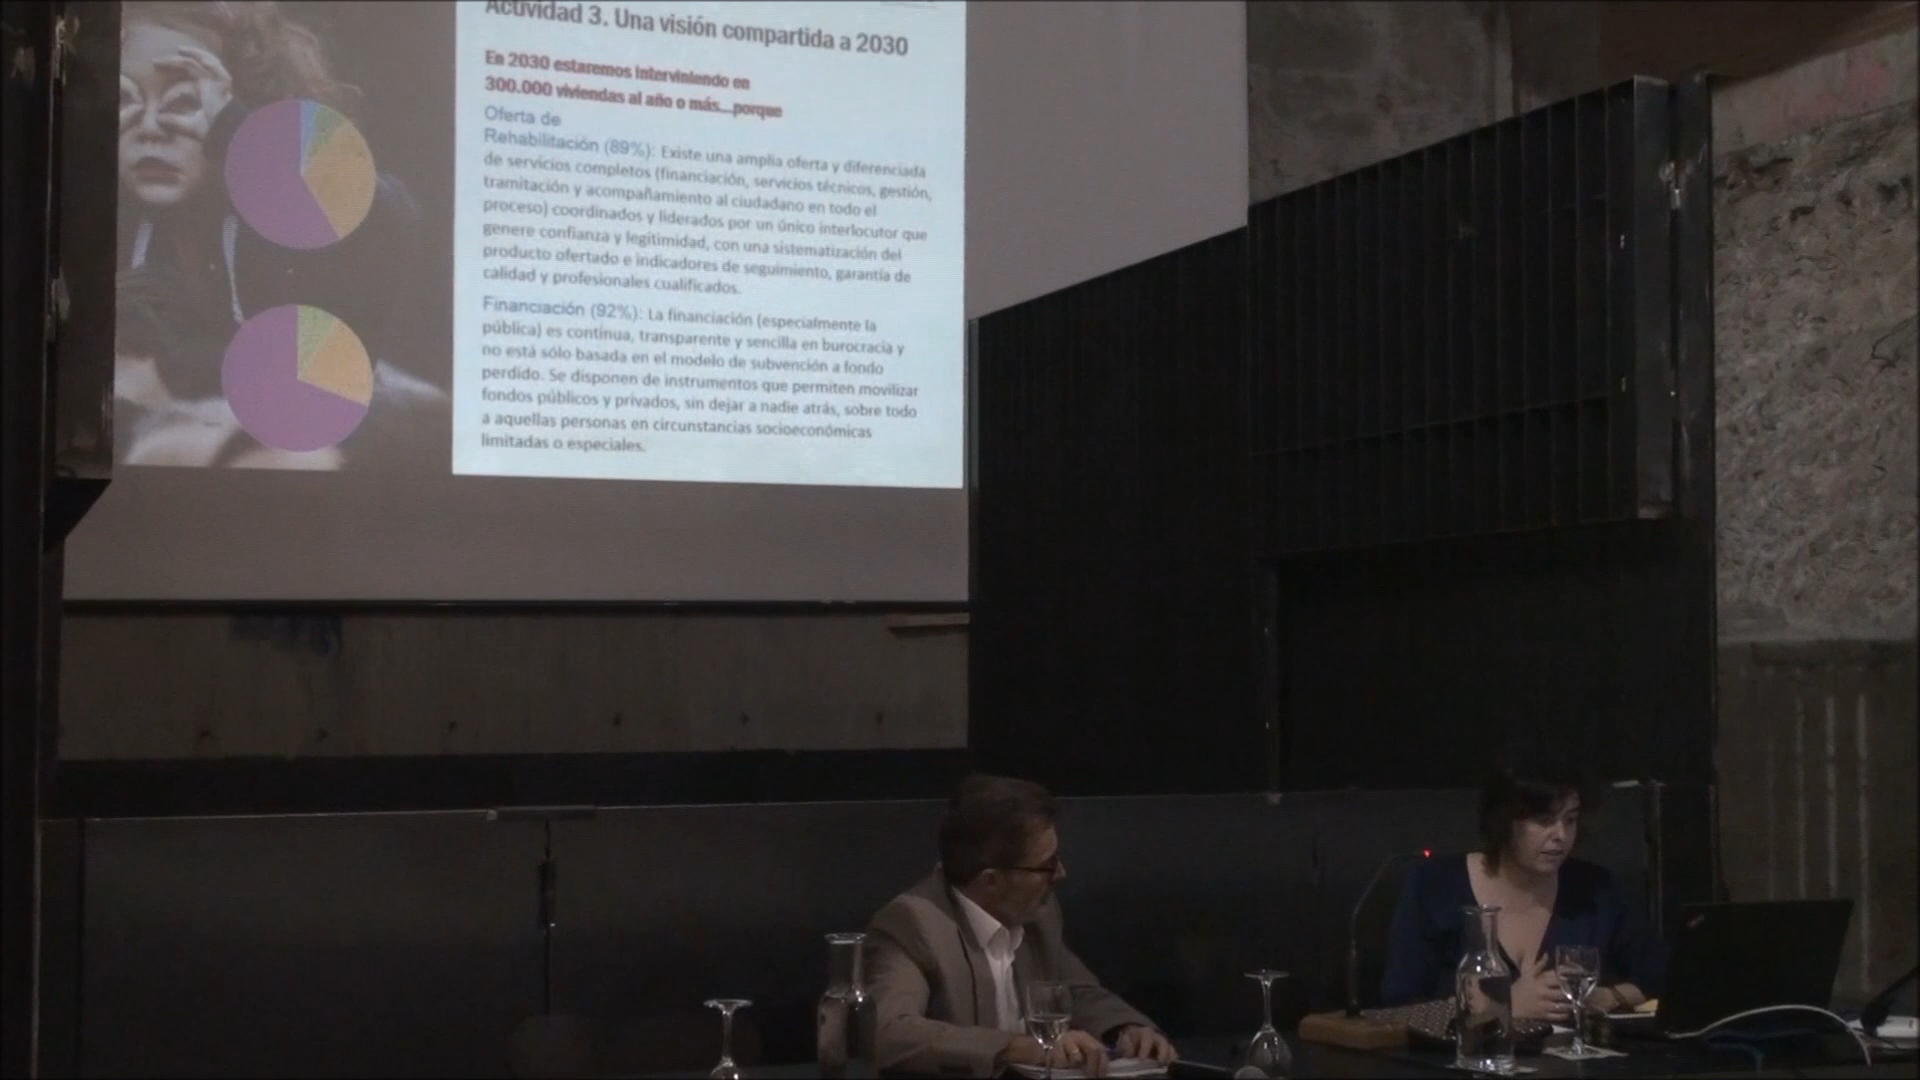 Actividad 3. Una visión compartida a 2030
En 2030 estaremos interviniendo en
300.000 viviendas al año o más...porque
Oferta de
Rehabilitación (89%): Existe una amplia oferta y diferenciada
de servicios completos (financiación, servicios técnicos, gestión,
tramitación y acompañamiento al ciudadano en todo el
proceso) coordinados y liderados por un único interlocutor que
genere confianza y legitimidad, con una sistematización del
producto ofertado e indicadores de seguimiento, garantía de
calidad y profesionales cualificados.
Financiación (92%): La financiación (especialmente la
pública) es continua, transparente y sencilla en burocracia y
no está sólo basada en el modelo de subvención a fondo
perdido. Se disponen de instrumentos que permiten movilizar
fondos públicos y privados, sin dejar a nadie atrás, sobre todo
a aquellas personas en circunstancias socioeconómicas
limitadas o especiales.